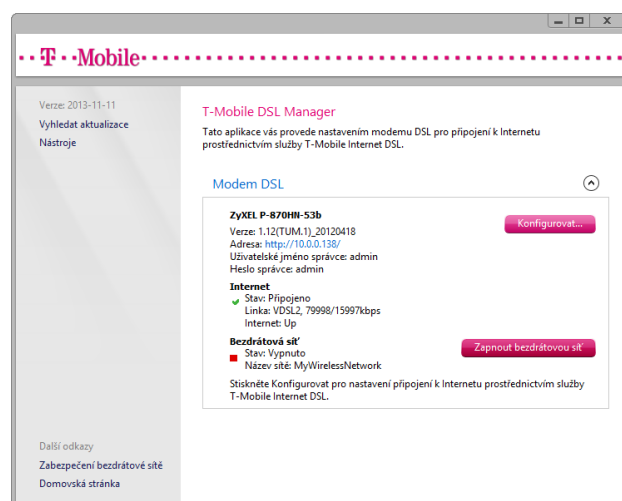 T··Mobile
Verze: 2013-11-11
Vyhledat aktualizace
Nástroje
T-Mobile DSL Manager
Tato aplikace vás provede nastavením modemu DSL pro připojení k Internetu
prostřednictvím služby T-Mobile Internet DSL.
Modem DSL
ZyXEL P-870HN-53b
Konfigurovat...
Verze: 1.12(TUM.1)_20120418
Adresa: http://10.0.0.138/
Uživatelské jméno správce: admin
Heslo správce: admin
Internet
Stav: Připojeno
Linka: VDSL2, 79998/15997kbps
Internet: Up
Bezdrátová síť
Zapnout bezdrátovou síť
Stav: Vypnuto
Název sítě: MyWirelessNetwork
Stiskněte Konfigurovat pro nastavení připojení k Internetu prostřednictvím služby
T-Mobile Internet DSL.
Další odkazy
Zabezpečení bezdrátové sítě
Domovská stránka